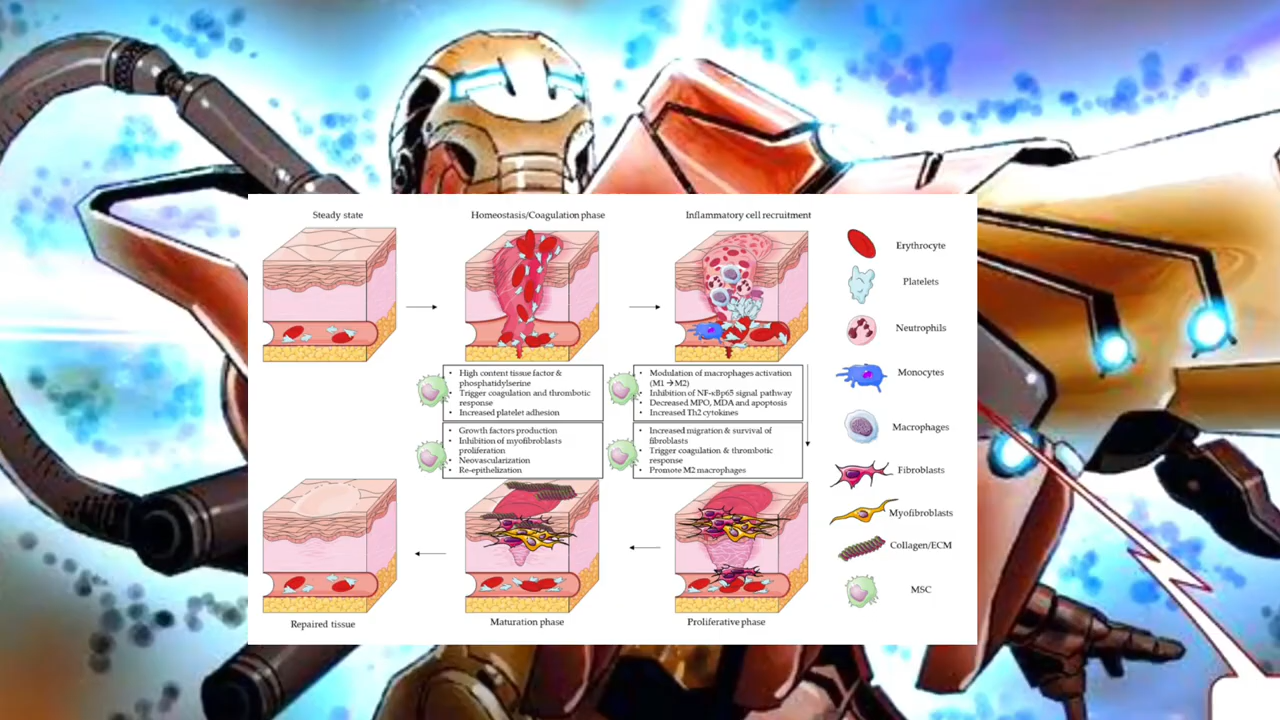 Steady state
Homeostasis/Coagulation phase
Inflammatory cell recruitment
Erythrocyte
Platelets
Neutrophils
Monocytes
Macrophages
Fibroblasts
Myofibroblasts
Collagen/ECM
MSC
• High content tissue factor &
phosphatidylserine
• Trigger coagulation and thrombotic
response
• Increased platelet adhesion
• Modulation of macrophages activation
(M1 →M2)
• Inhibition of NF-κBp65 signal pathway
• Decreased MPO, MDA and apoptosis
• Increased Th2 cytokines
• Growth factors production
• Inhibition of myofibroblasts
proliferation
• Neovascularization
• Re-epithelization
• Increased migration & survival of
fibroblasts
• Trigger coagulation & thrombotic
response
• Promote M2 macrophages
Repaired tissue
Maturation phase
Proliferative phase